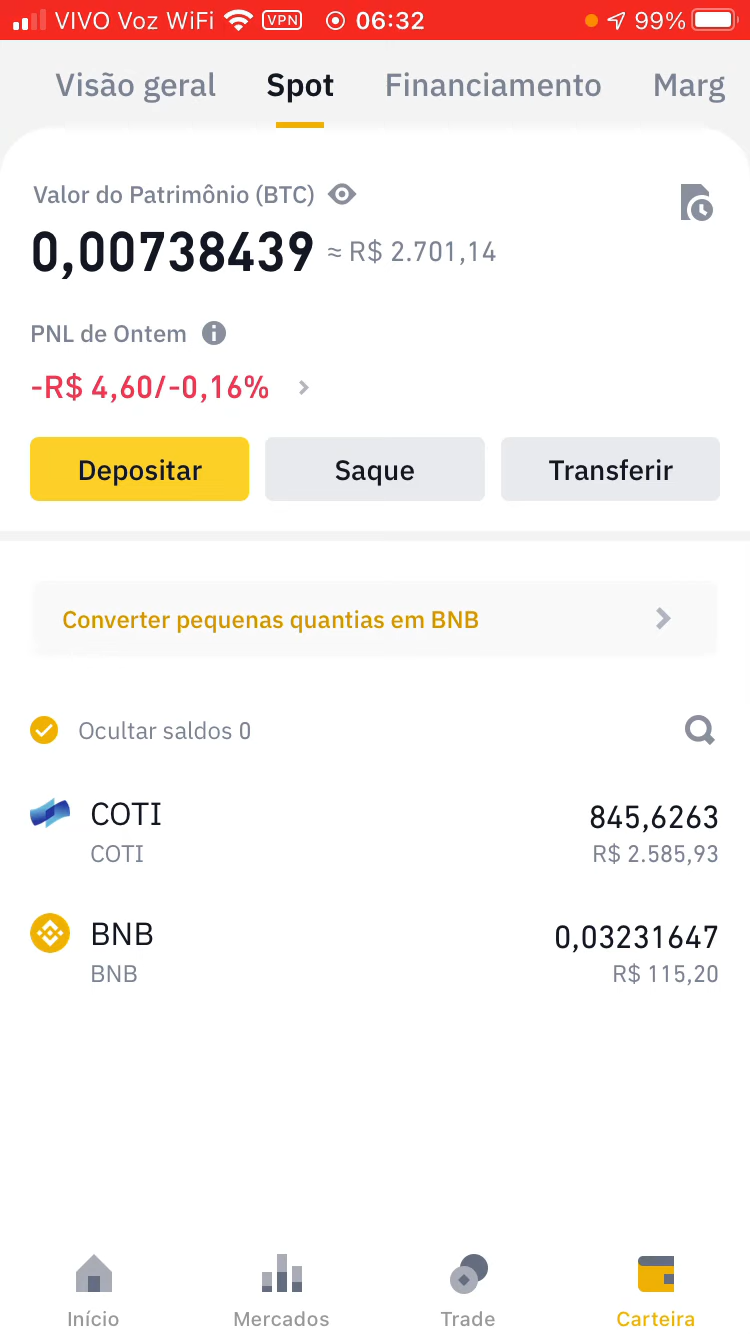 VIVO Voz WiFi VPN 06:32 99%
Visão geral Spot Financiamento Marg
Valor do Patrimônio (BTC)
0,00738439 ≈ R$ 2.701,14
PNL de Ontem
-R$ 4,60/-0,16%
Depositar Saque Transferir
Converter pequenas quantias em BNB
Ocultar saldos 0
COTI 845,6263
COTI R$ 2.585,93
BNB 0,03231647
BNB R$ 115,20
Início Mercados Trade Carteira